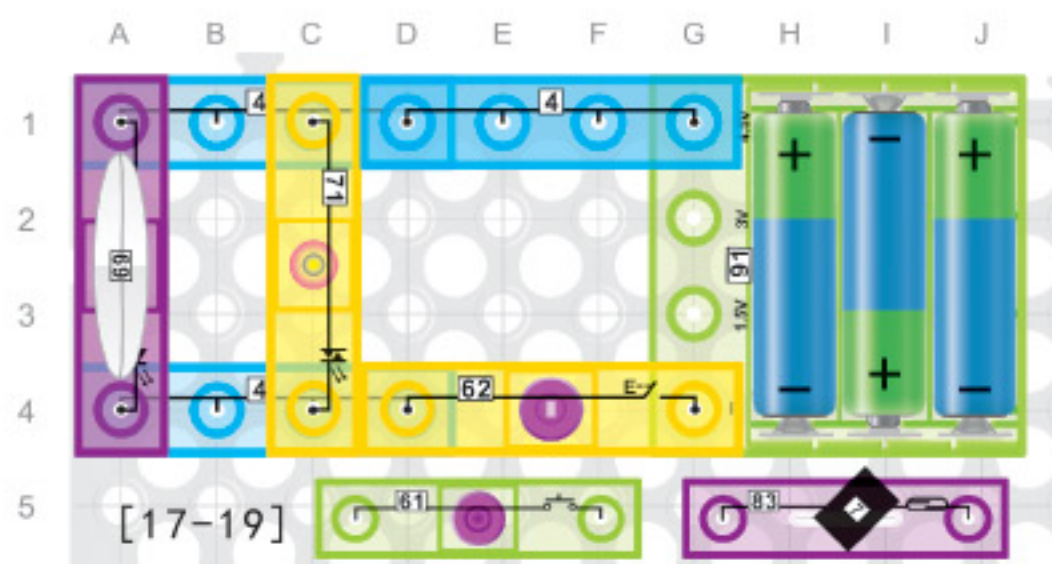 A B C D E F G H I J
1 4 4 4.5V + − +
71
2 3V
69 91
3 1.5V
4 4 62 E − + −
5 [17-19] 61 83 7